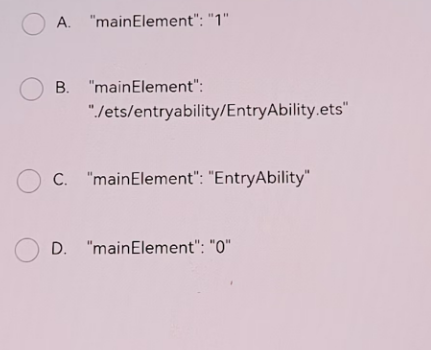 A. "mainElement": "1"
B. "mainElement":
"./ets/entryability/EntryAbility.ets"
C. "mainElement": "EntryAbility"
D. "mainElement": "0"